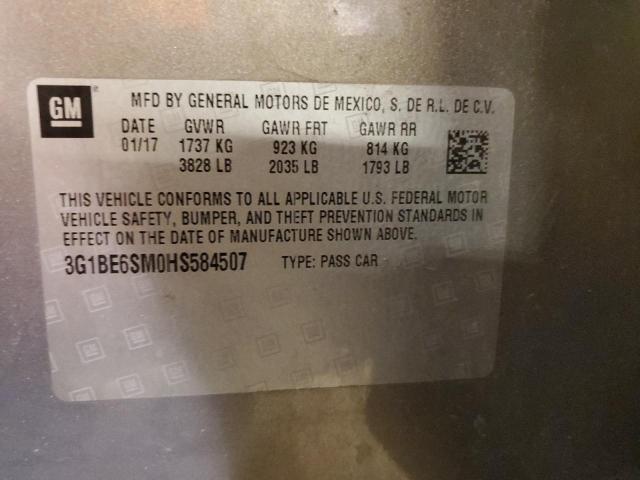 GM ® MFD BY GENERAL MOTORS DE MEXICO, S. DE R.L. DE C.V.
DATE GVWR GAWR FRT GAWR RR
01/17 1737 KG 923 KG 814 KG
3828 LB 2035 LB 1793 LB
THIS VEHICLE CONFORMS TO ALL APPLICABLE U.S. FEDERAL MOTOR
VEHICLE SAFETY, BUMPER, AND THEFT PREVENTION STANDARDS IN
EFFECT ON THE DATE OF MANUFACTURE SHOWN ABOVE.
3G1BE6SM0HS584507 TYPE: PASS CAR